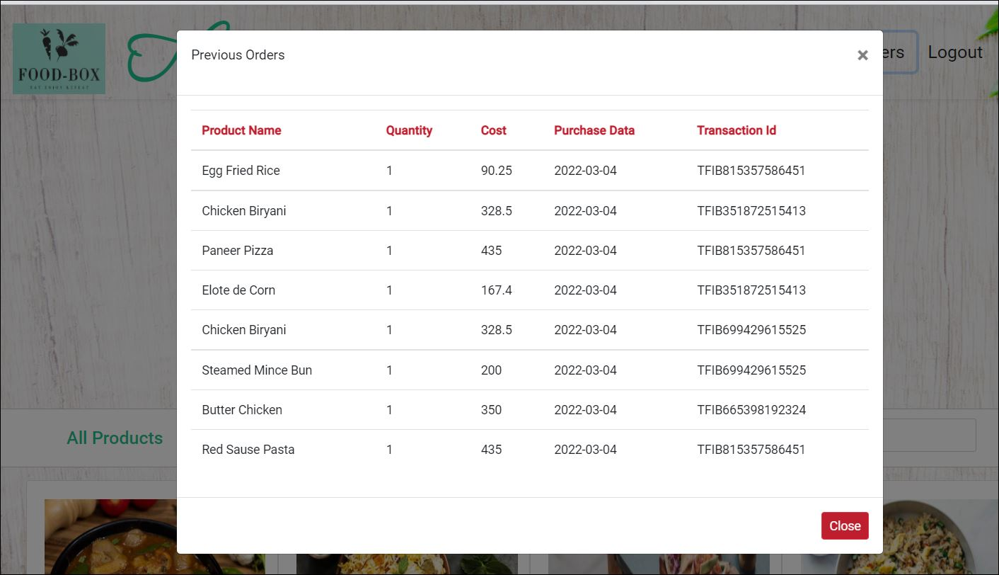 FOOD-BOX
EAT ENJOY REPEAT
Logout
Previous Orders ×
Product Name Quantity Cost Purchase Data Transaction Id
Egg Fried Rice 1 90.25 2022-03-04 TFIB815357586451
Chicken Biryani 1 328.5 2022-03-04 TFIB351872515413
Paneer Pizza 1 435 2022-03-04 TFIB815357586451
Elote de Corn 1 167.4 2022-03-04 TFIB351872515413
Chicken Biryani 1 328.5 2022-03-04 TFIB699429615525
Steamed Mince Bun 1 200 2022-03-04 TFIB699429615525
Butter Chicken 1 350 2022-03-04 TFIB665398192324
Red Sause Pasta 1 435 2022-03-04 TFIB815357586451
All Products
Close